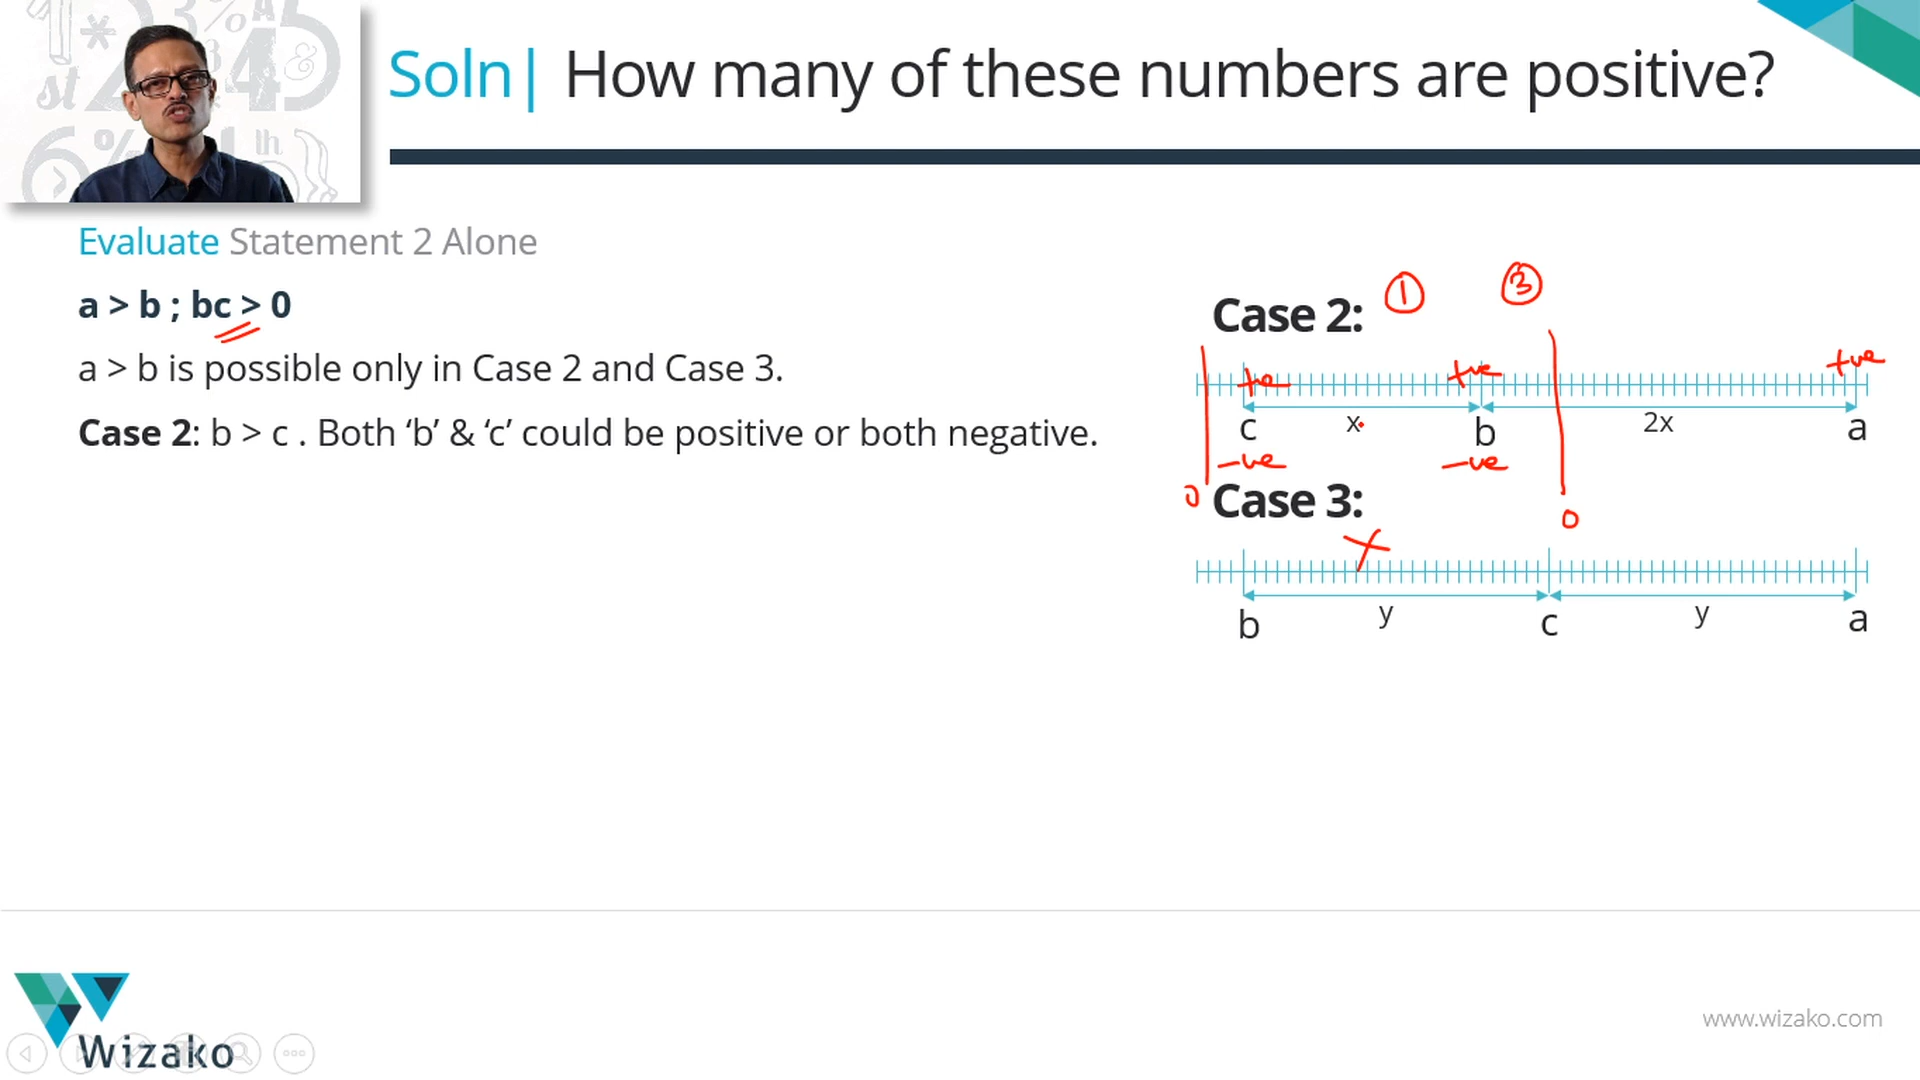 Soln| How many of these numbers are positive?
Evaluate Statement 2 Alone
a > b ; bc > 0
a > b is possible only in Case 2 and Case 3.
Case 2: b > c . Both ‘b’ & ‘c’ could be positive or both negative.
1 3
Case 2:
+ve +ve +ve
x 2x
c b a
-ve -ve
0 0
Case 3:
y y
b c a
Wizako
www.wizako.com